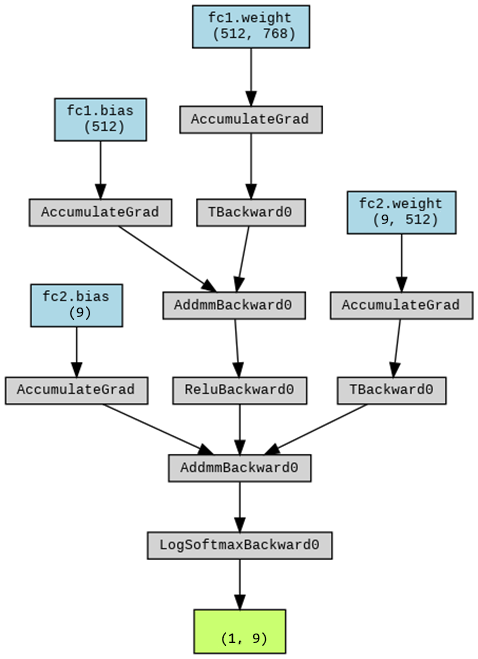 fc1.weight
(512, 768)
AccumulateGrad
fc1.bias
(512)
AccumulateGrad
TBackward0
fc2.weight
(9, 512)
fc2.bias
(9)
AddmmBackward0
AccumulateGrad
AccumulateGrad
ReluBackward0
TBackward0
AddmmBackward0
LogSoftmaxBackward0
(1, 9)